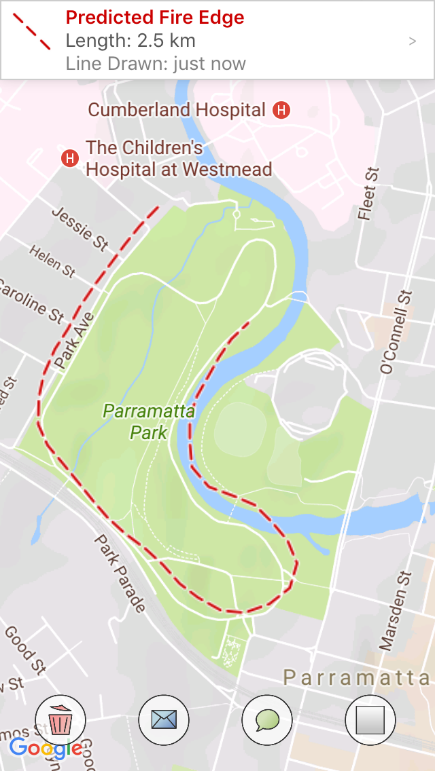 Predicted Fire Edge
Length: 2.5 km
>
Line Drawn: just now
Cumberland Hospital H
H The Children's
Hospital at Westmead
Fleet St
Jessie St
Helen St
Caroline St
O'Connell St
Park Ave
Parramatta
Park
Park Parade
Marsden St
Good St
Parramatta
Google